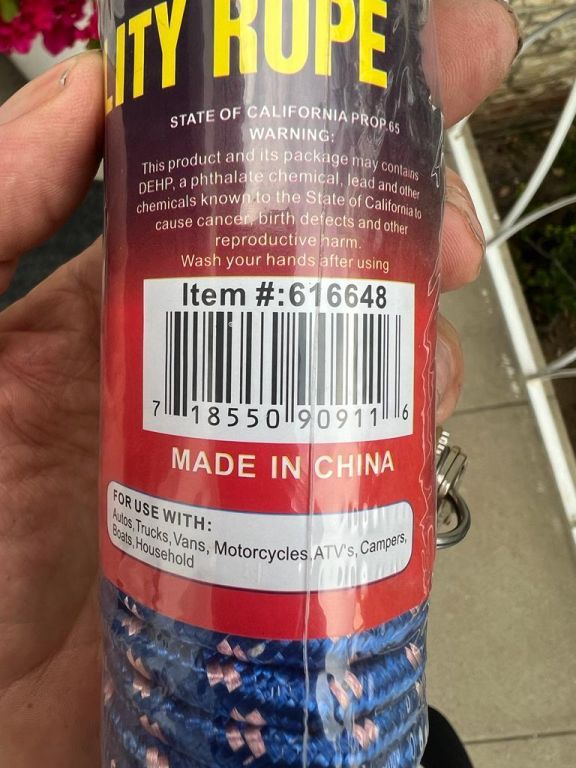 LITY ROPE
STATE OF CALIFORNIA PROP.65
WARNING:
This product and its package may contains
DEHP, a phthalate chemical, lead and other
chemicals known to the State of California to
cause cancer, birth defects and other
reproductive harm.
Wash your hands after using
Item #:616648
7 18550 90911 6
MADE IN CHINA
FOR USE WITH:
Autos, Trucks, Vans, Motorcycles, ATV's, Campers,
Boats, Household